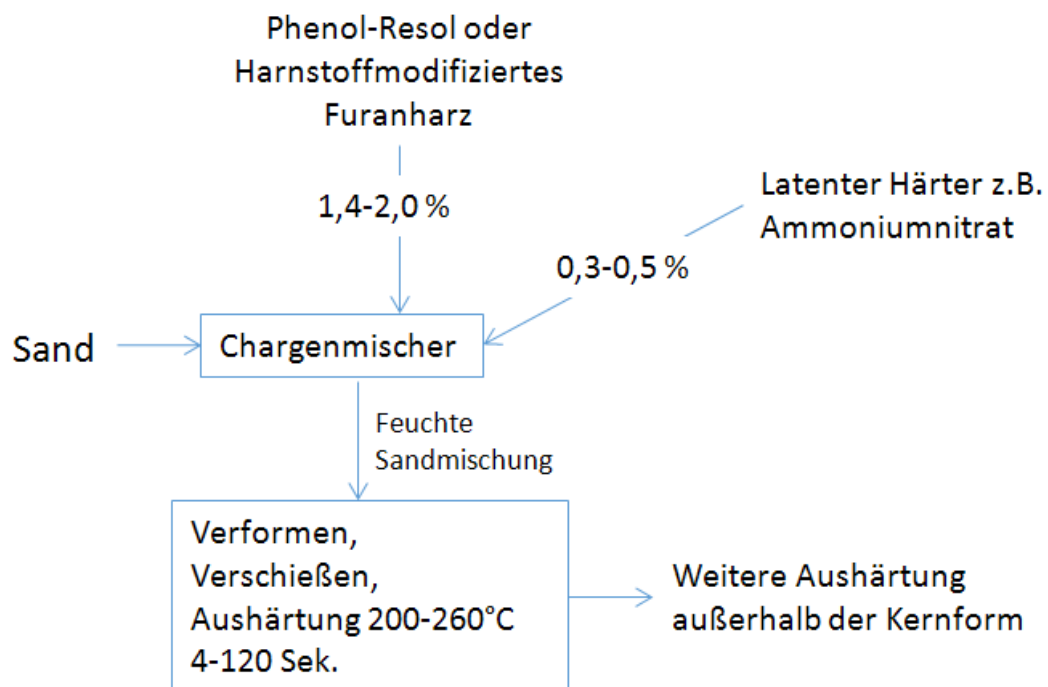 Phenol-Resol oder
Harnstoffmodifiziertes
Furanharz
1,4-2,0 %
Latenter Härter z.B.
Ammoniumnitrat
0,3-0,5 %
Sand
Chargenmischer
Feuchte
Sandmischung
Verformen,
Verschießen,
Aushärtung 200-260°C
4-120 Sek.
Weitere Aushärtung
außerhalb der Kernform